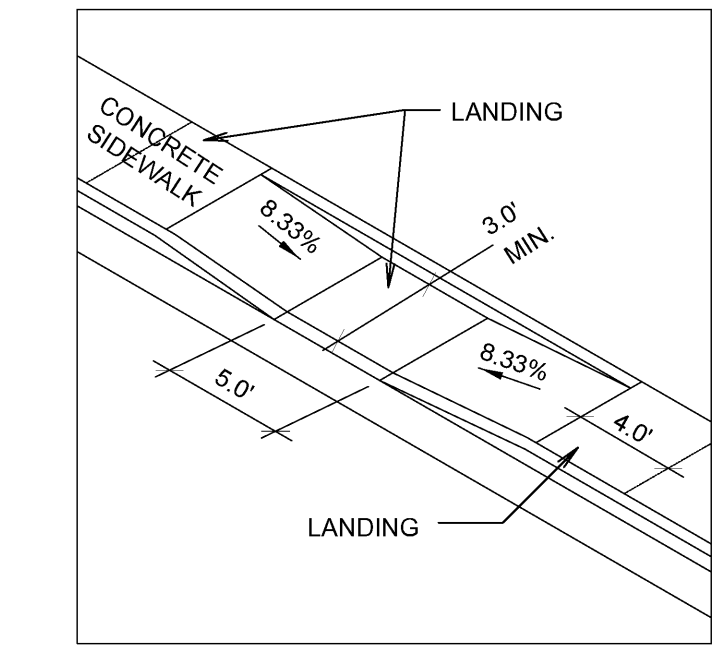 LANDING
CONCRETE
SIDEWALK
8.33%
3.0'
MIN.
8.33%
5.0'
4.0'
LANDING